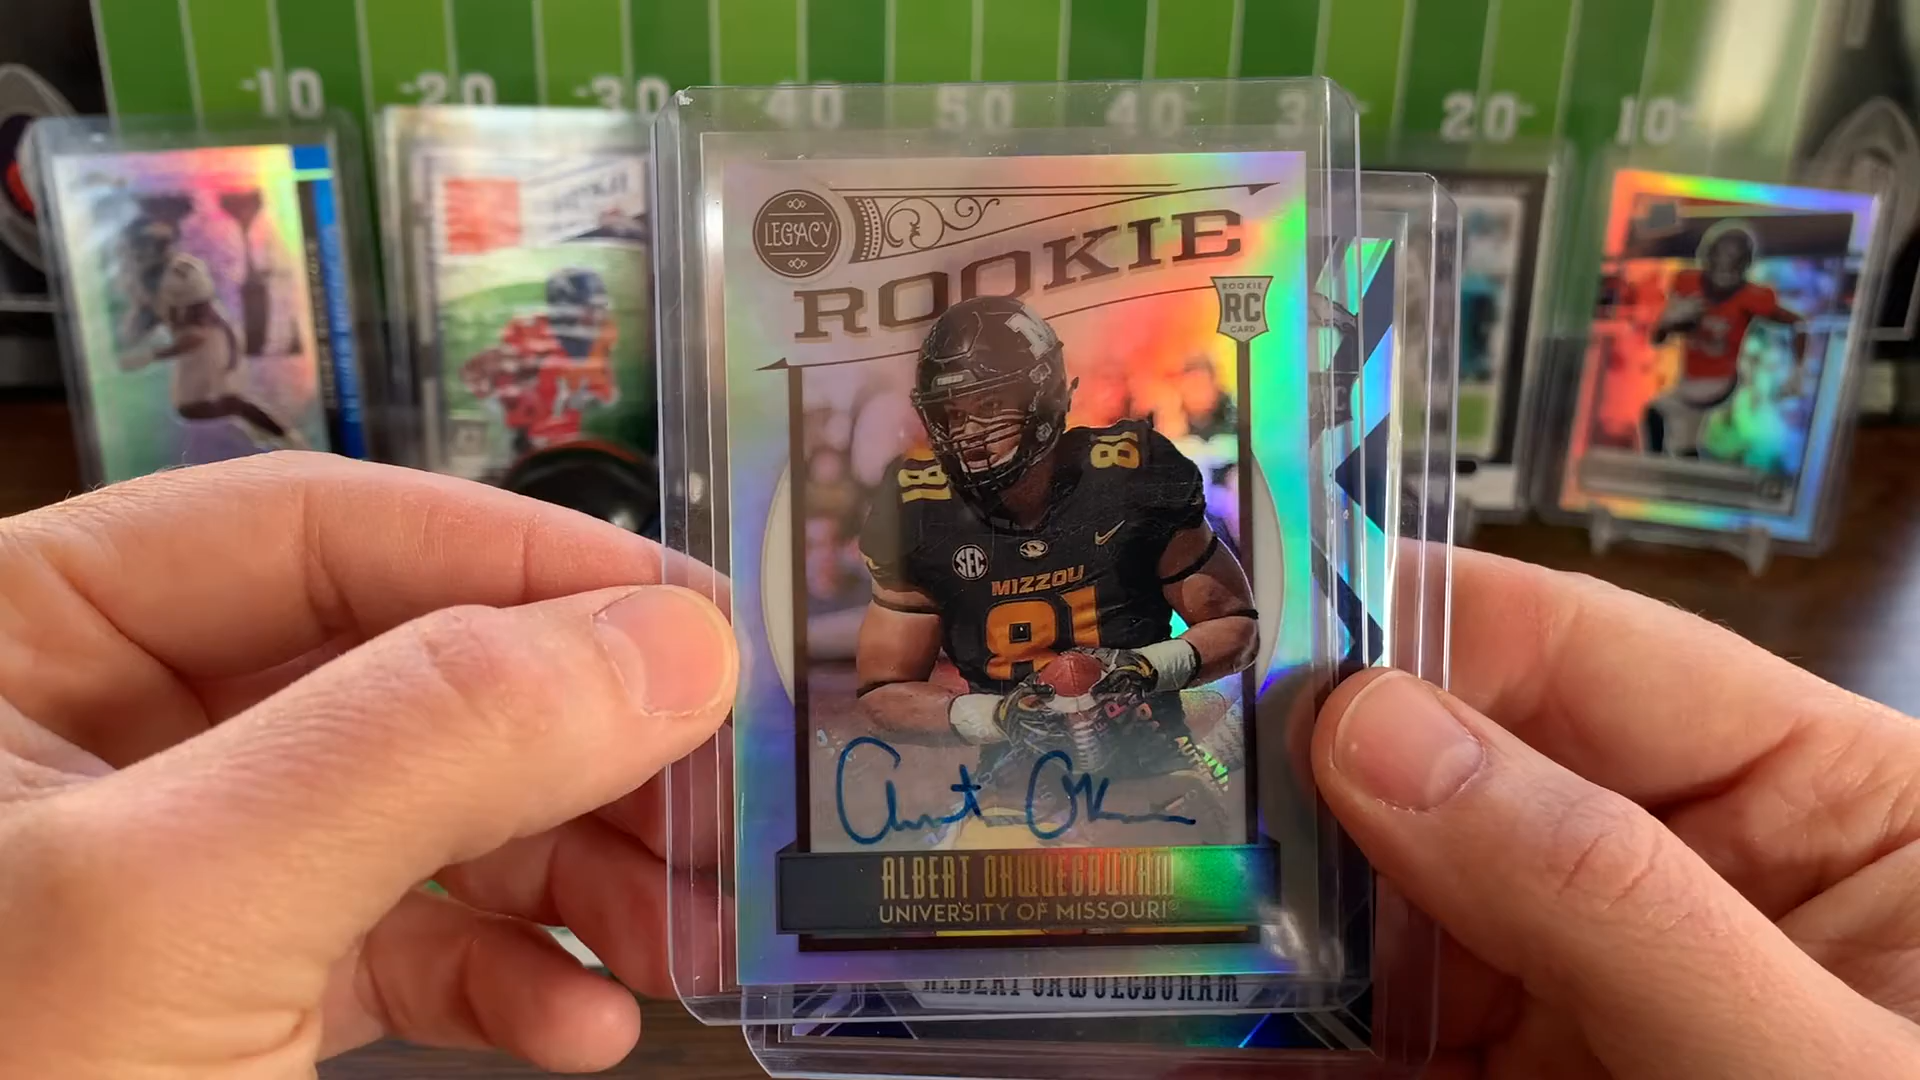 10 20 30 40 50 40 3 20 10
LEGACY
ROOKIE
ROOKIE
RC
CARD
81 81
SEC
MIZZOU
81
ALBERT OKWUEGBUNAM
UNIVERSITY OF MISSOURI
ALBERT OKWUEGBUNAM